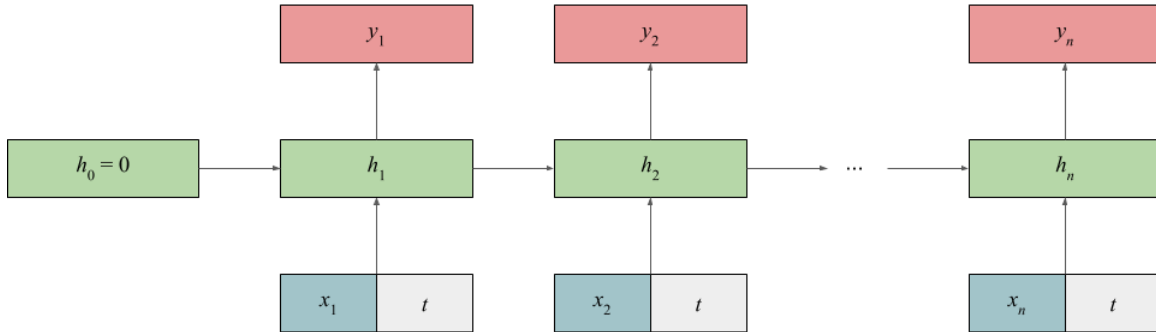 y₁ y₂ yₙ
h₀ = 0 h₁ h₂ ... hₙ
x₁ t x₂ t xₙ t